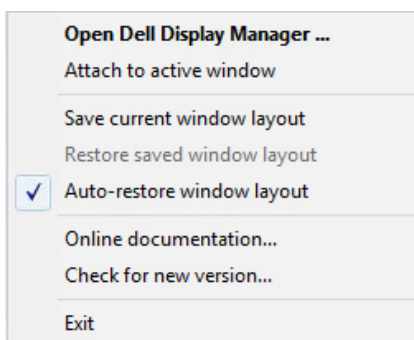 Open Dell Display Manager ...
Attach to active window
Save current window layout
Restore saved window layout
Auto-restore window layout
Online documentation...
Check for new version...
Exit